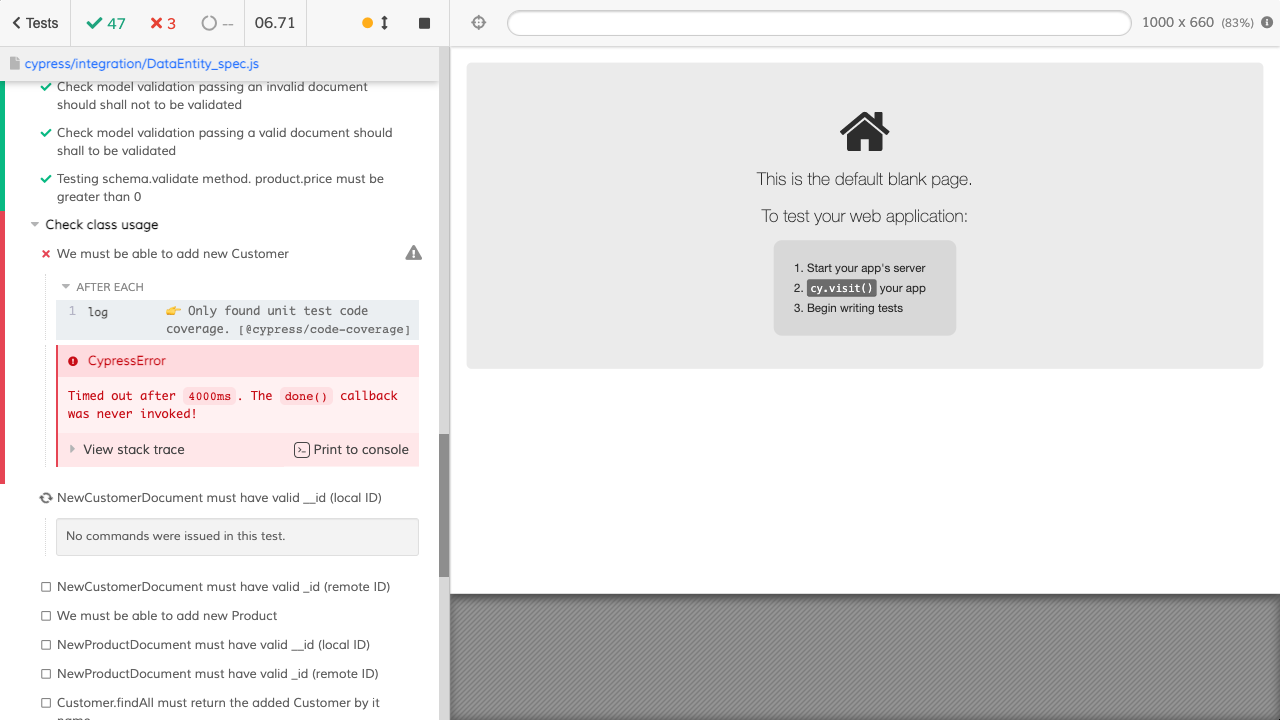 Tests
47
3
--
06.71
1000 x 660 (83%)
cypress/integration/DataEntity_spec.js
Check model validation passing an invalid document
should shall not to be validated
Check model validation passing a valid document should
shall to be validated
Testing schema.validate method. product.price must be
greater than 0
Check class usage
We must be able to add new Customer
AFTER EACH
1 log 👉 Only found unit test code
coverage. [@cypress/code-coverage]
CypressError
Timed out after 4000ms. The done() callback
was never invoked!
View stack trace
Print to console
NewCustomerDocument must have valid __id (local ID)
No commands were issued in this test.
NewCustomerDocument must have valid _id (remote ID)
We must be able to add new Product
NewProductDocument must have valid __id (local ID)
NewProductDocument must have valid _id (remote ID)
Customer.findAll must return the added Customer by it
name
This is the default blank page.
To test your web application:
1. Start your app's server
2. cy.visit() your app
3. Begin writing tests